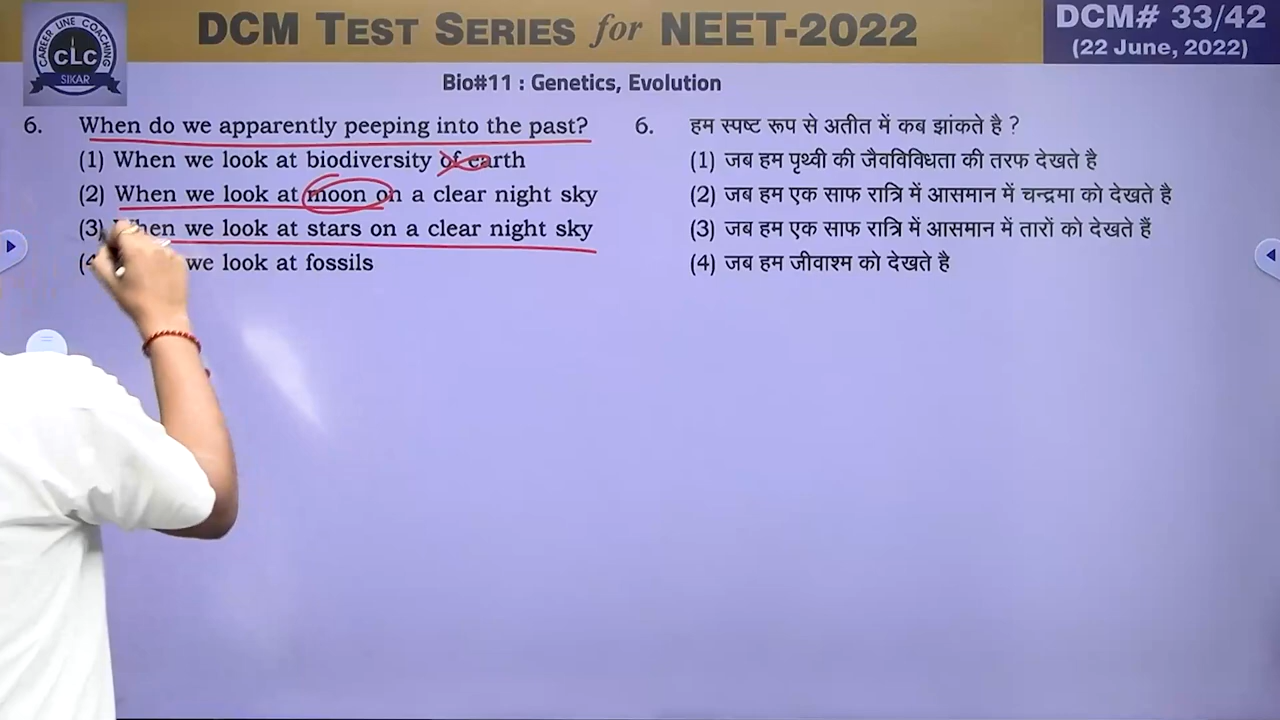 CAREER LINE COACHING
CLC
SIKAR
DCM TEST SERIES for NEET-2022
DCM# 33/42
(22 June, 2022)
Bio#11 : Genetics, Evolution
6. When do we apparently peeping into the past?
(1) When we look at biodiversity of earth
(2) When we look at moon on a clear night sky
(3) When we look at stars on a clear night sky
we look at fossils
6. हम स्पष्ट रूप से अतीत में कब झांकते है ?
(1) जब हम पृथ्वी की जैवविविधता की तरफ देखते है
(2) जब हम एक साफ रात्रि में आसमान में चन्द्रमा को देखते है
(3) जब हम एक साफ रात्रि में आसमान में तारों को देखते हैं
(4) जब हम जीवाश्म को देखते है